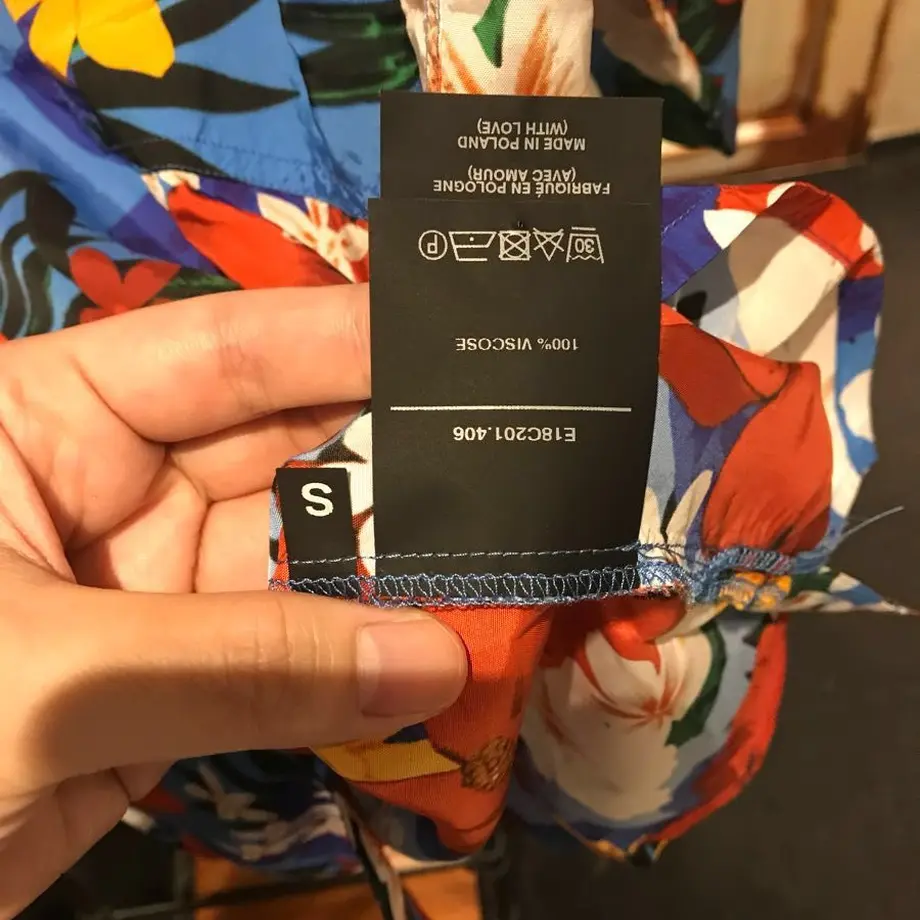 S
E18C201.406
100% VISCOSE
30 P
FABRIQUÉ EN POLOGNE
(AVEC AMOUR)
MADE IN POLAND
(WITH LOVE)